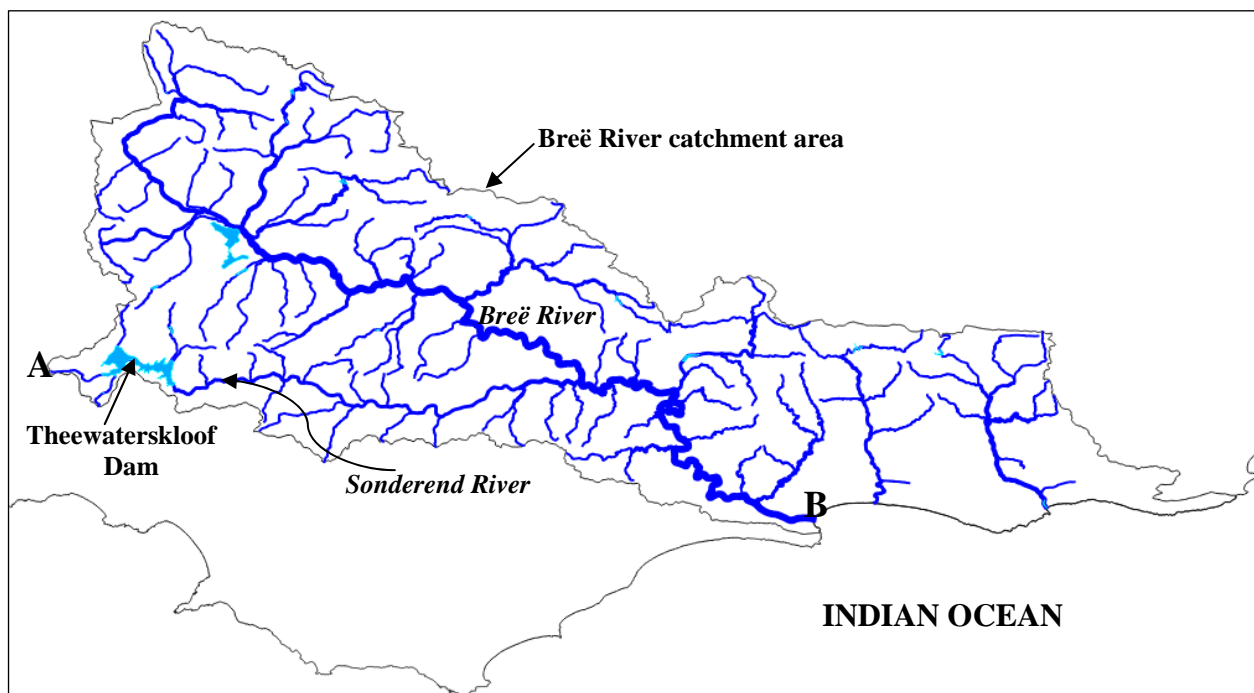 Breë River catchment area
Breë River
A
Theewaterskloof
Dam
Sonderend River
B
INDIAN OCEAN